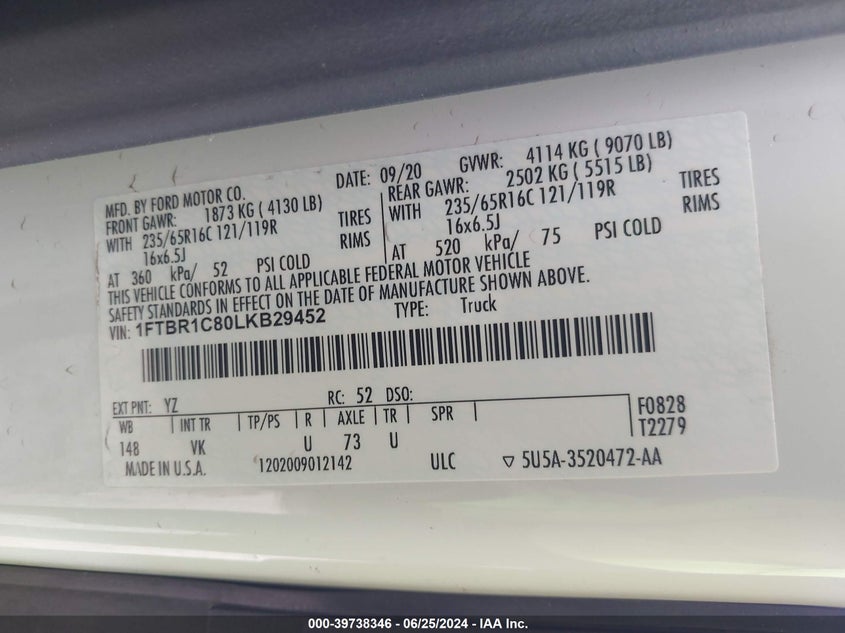 MFD. BY FORD MOTOR CO. DATE: 09/20 GVWR: 4114 KG ( 9070 LB)
FRONT GAWR: 1873 KG ( 4130 LB) REAR GAWR: 2502 KG ( 5515 LB)
WITH 235/65R16C 121/119R TIRES WITH 235/65R16C 121/119R TIRES
16x6.5J RIMS 16x6.5J RIMS
AT 360 kPa/ 52 PSI COLD AT 520 kPa/ 75 PSI COLD
THIS VEHICLE CONFORMS TO ALL APPLICABLE FEDERAL MOTOR VEHICLE
SAFETY STANDARDS IN EFFECT ON THE DATE OF MANUFACTURE SHOWN ABOVE.
VIN: 1FTBR1C80LKB29452 TYPE: Truck
EXT PNT: YZ RC: 52 DSO:
WB INT TR TP/PS R AXLE TR SPR F0828
148 VK U 73 U T2279
MADE IN U.S.A. 1202009012142 ULC ▽ 5U5A-3520472-AA
000-39738346 - 06/25/2024 - IAA Inc.